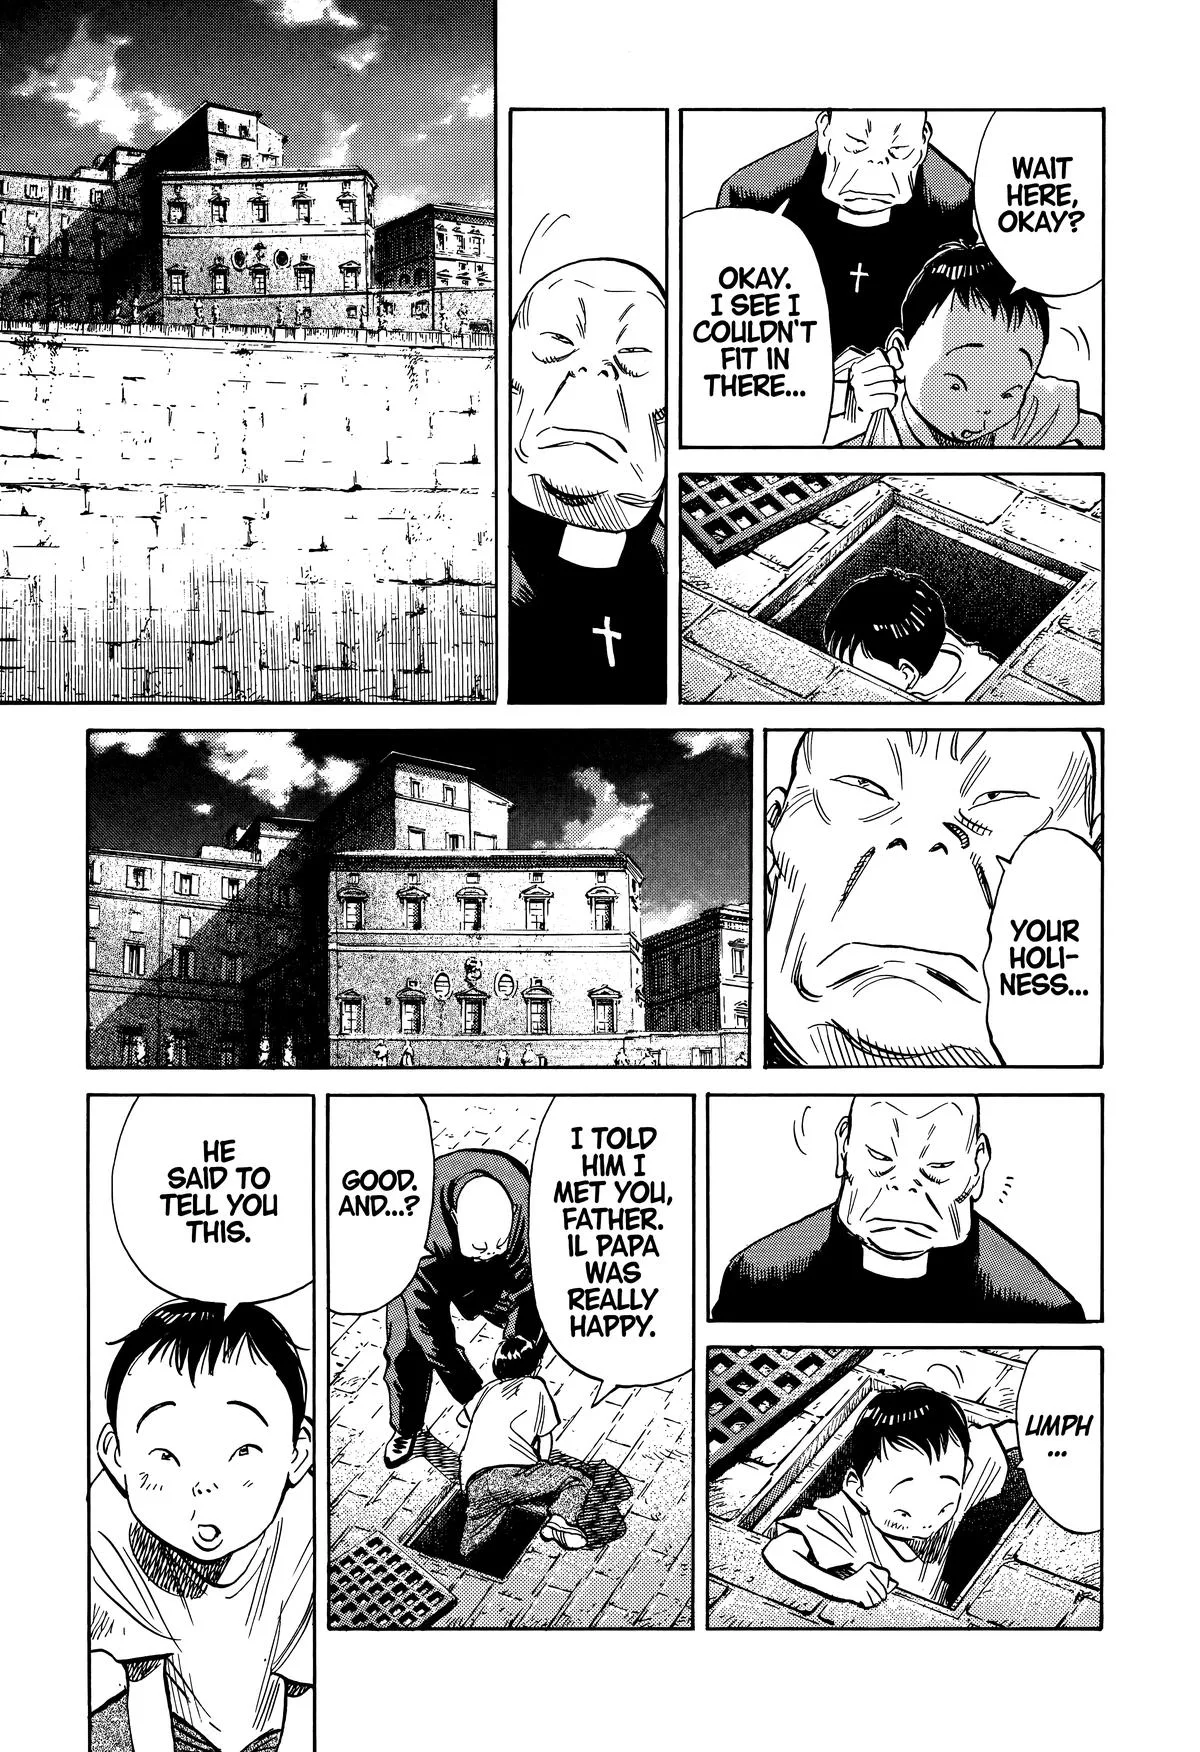 WAIT
HERE,
OKAY?
OKAY.
I SEE I
COULDN'T
FIT IN
THERE...
YOUR
HOLI-
NESS...
UMPH
...
I TOLD
HIM I
MET YOU,
FATHER.
IL PAPA
WAS
REALLY
HAPPY.
GOOD.
AND...?
HE
SAID TO
TELL YOU
THIS.